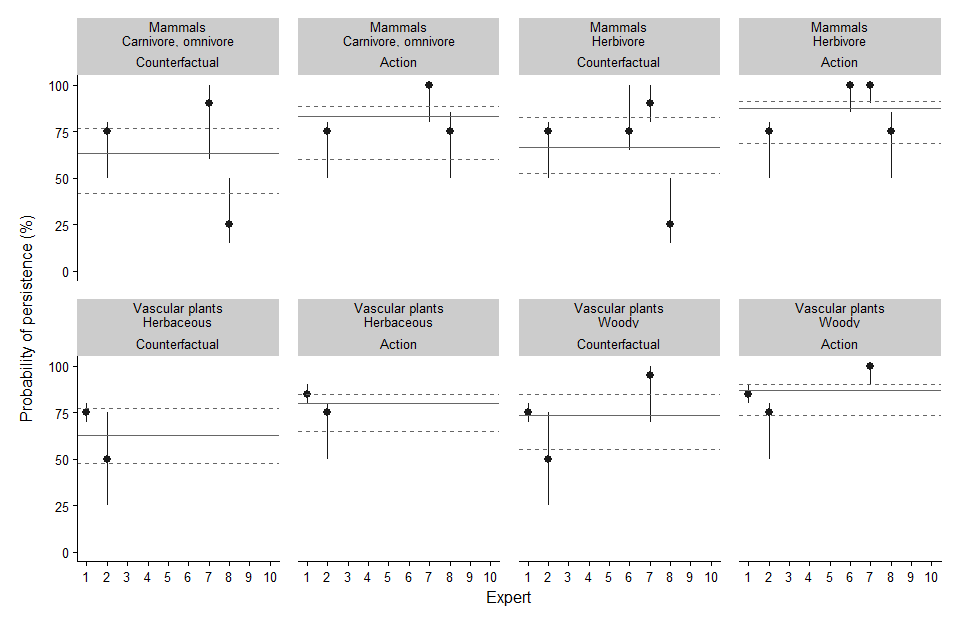 Mammals
Carnivore, omnivore
Counterfactual
Mammals
Carnivore, omnivore
Action
Mammals
Herbivore
Counterfactual
Mammals
Herbivore
Action
100
75
50
25
0
Probability of persistence (%)
Vascular plants
Herbaceous
Counterfactual
Vascular plants
Herbaceous
Action
Vascular plants
Woody
Counterfactual
Vascular plants
Woody
Action
100
75
50
25
0
1 2 3 4 5 6 7 8 9 10
1 2 3 4 5 6 7 8 9 10
1 2 3 4 5 6 7 8 9 10
1 2 3 4 5 6 7 8 9 10
Expert